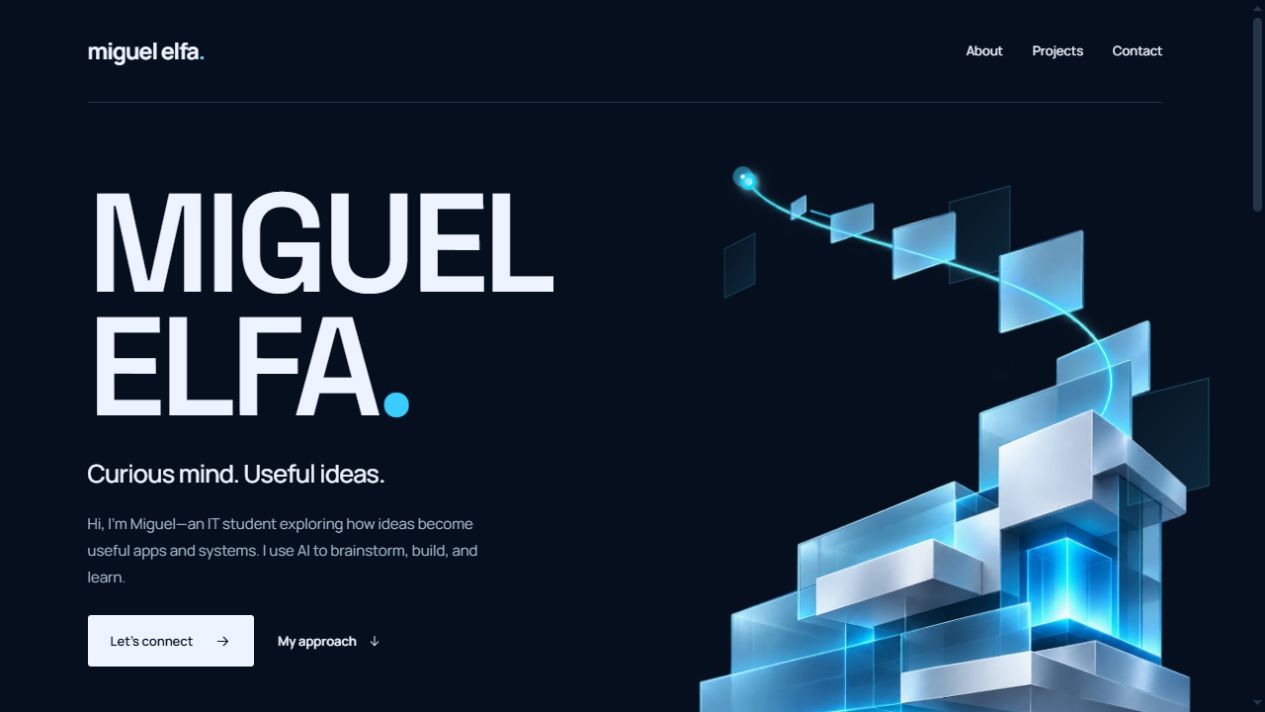 miguel elfa.
About
Projects
Contact
MIGUEL
ELFA.
Curious mind. Useful ideas.
Hi, I'm Miguel—an IT student exploring how ideas become
useful apps and systems. I use AI to brainstorm, build, and
learn.
Let's connect →
My approach ↓